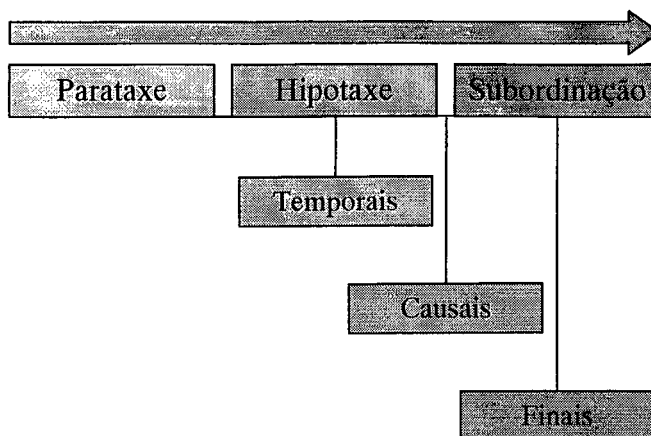 Parataxe
Hipotaxe
Subordinação
Temporais
Causais
Finais